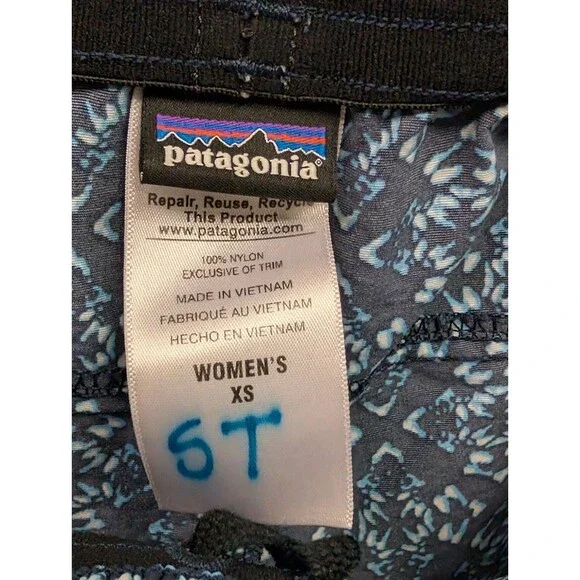 patagonia®
Repair, Reuse, Recycle
This Product
www.patagonia.com
100% NYLON
EXCLUSIVE OF TRIM
MADE IN VIETNAM
FABRIQUÉ AU VIETNAM
HECHO EN VIETNAM
WOMEN'S
XS
ST